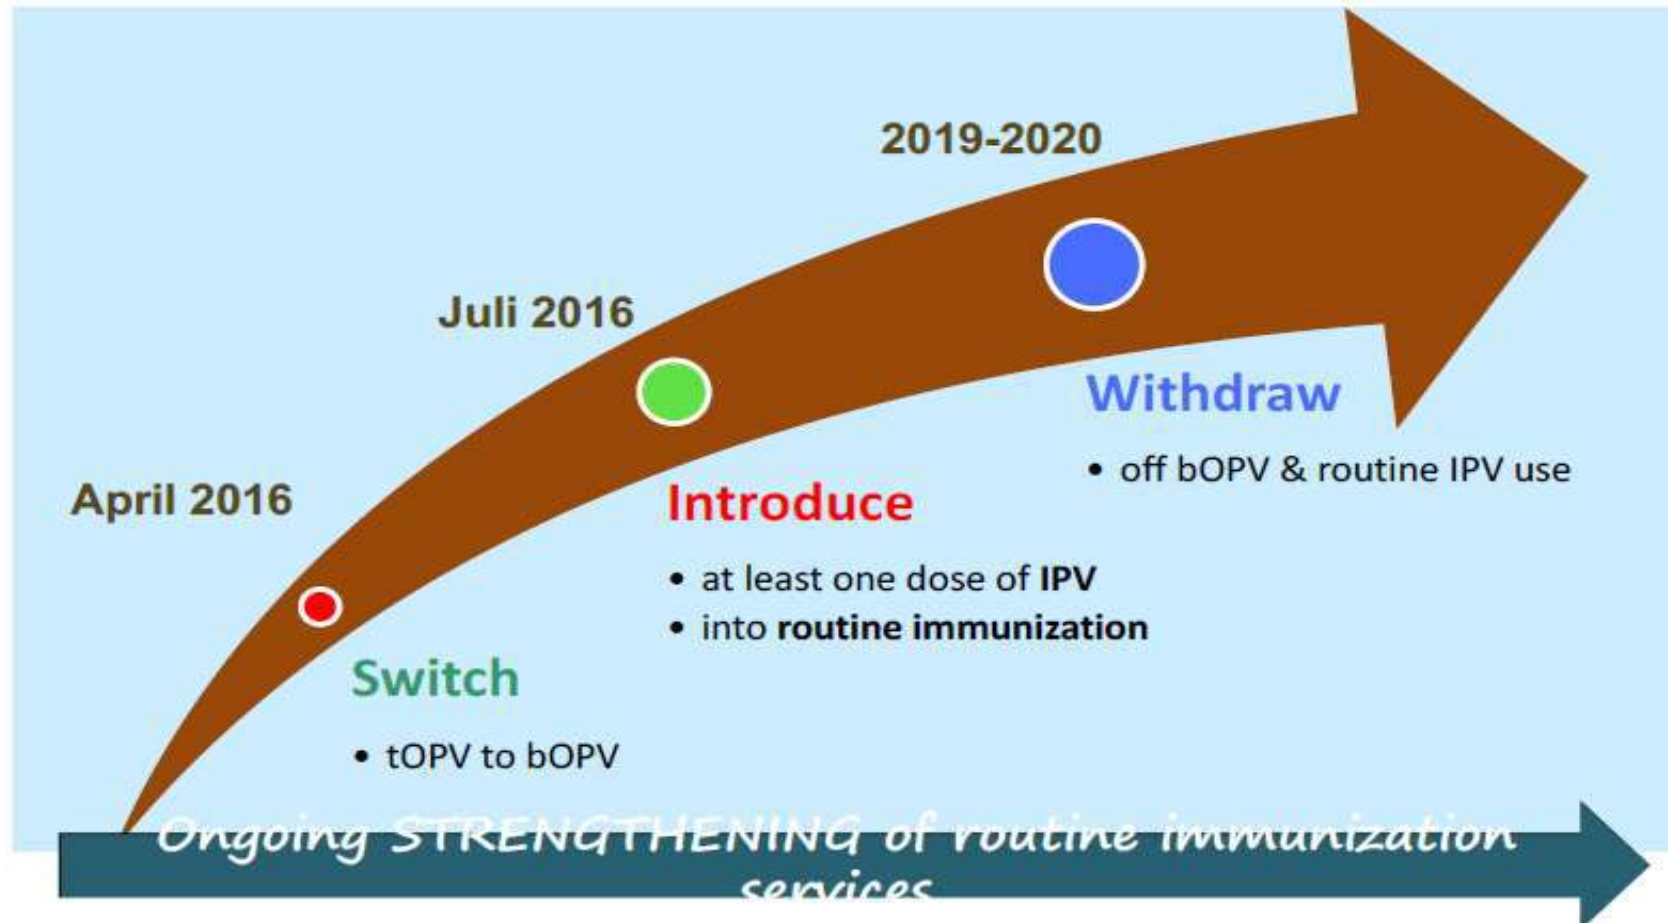 2019-2020
Juli 2016
April 2016
Withdraw
• off bOPV & routine IPV use
Introduce
• at least one dose of IPV
• into routine immunization
Switch
• tOPV to bOPV
Ongoing STRENGTHENING of routine immunization
services